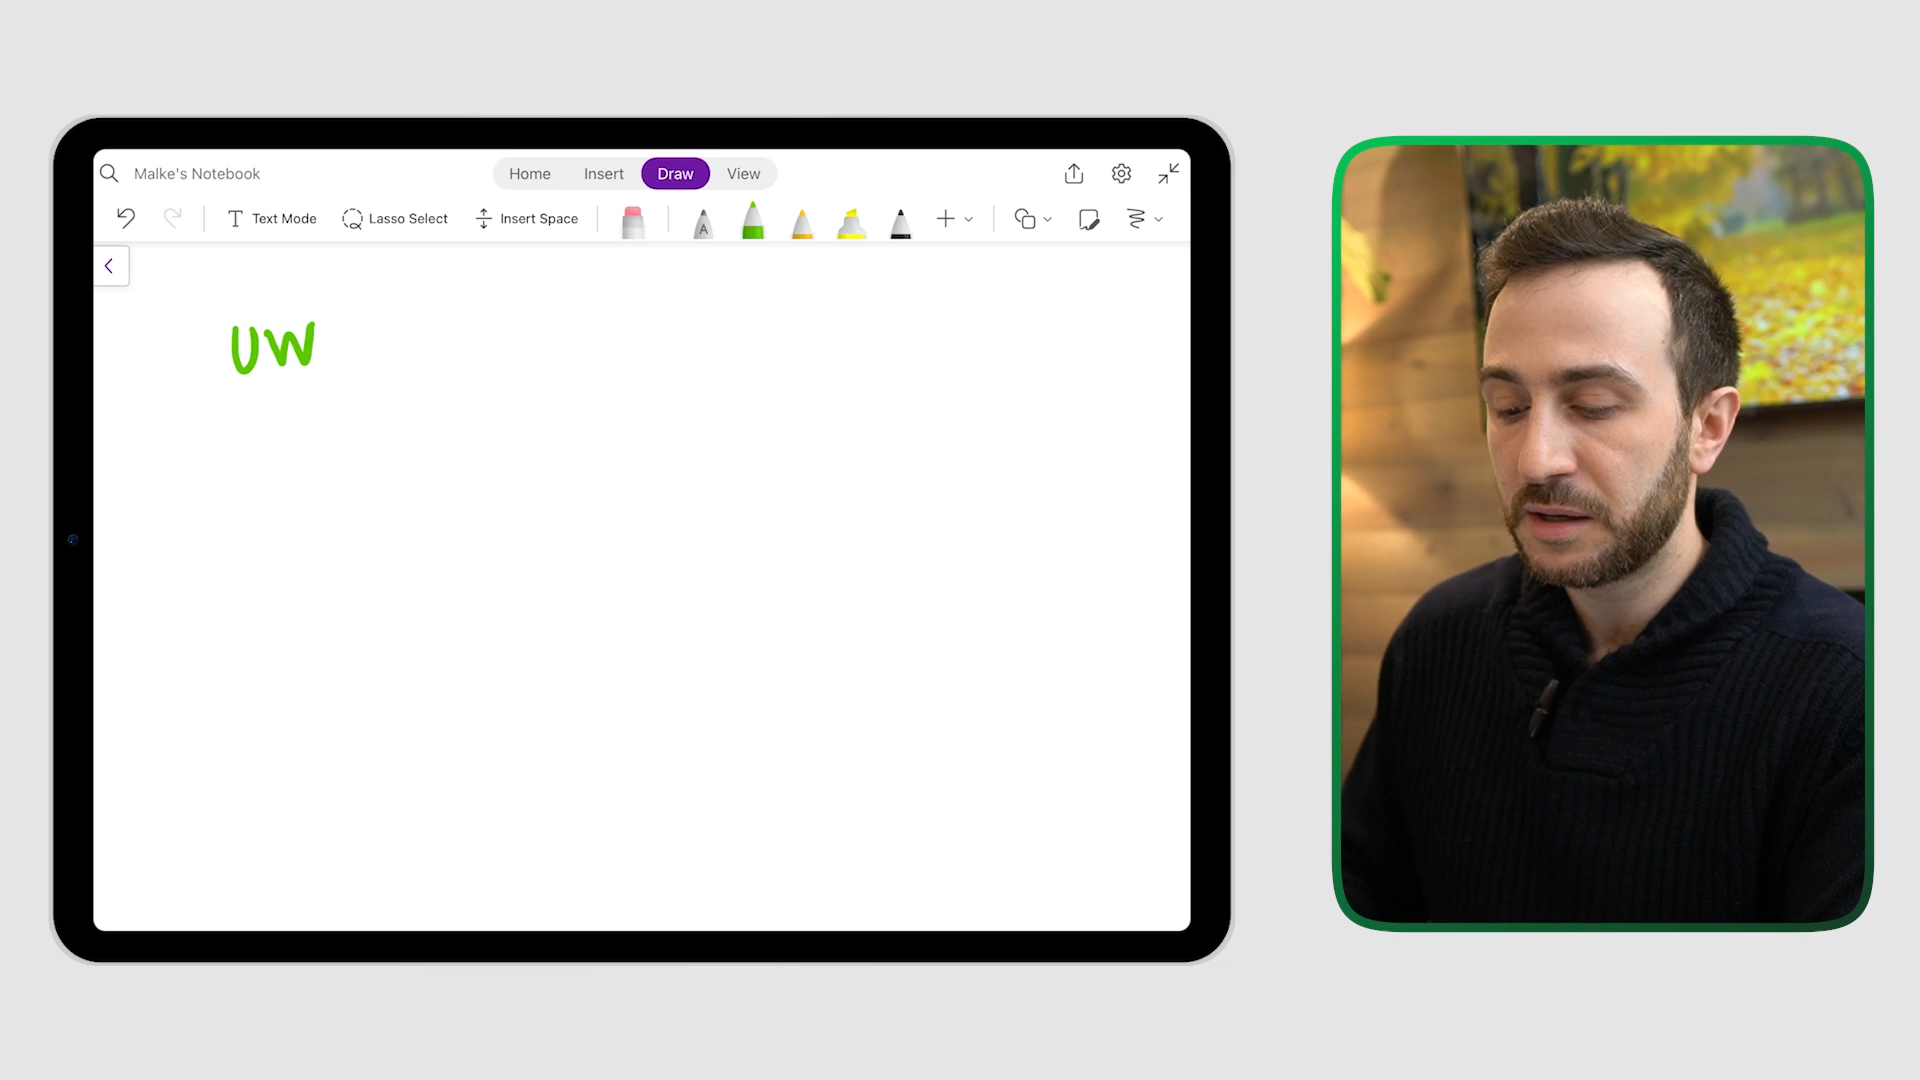 Malke's Notebook
Home Insert Draw View
Text Mode Lasso Select Insert Space
A
UW